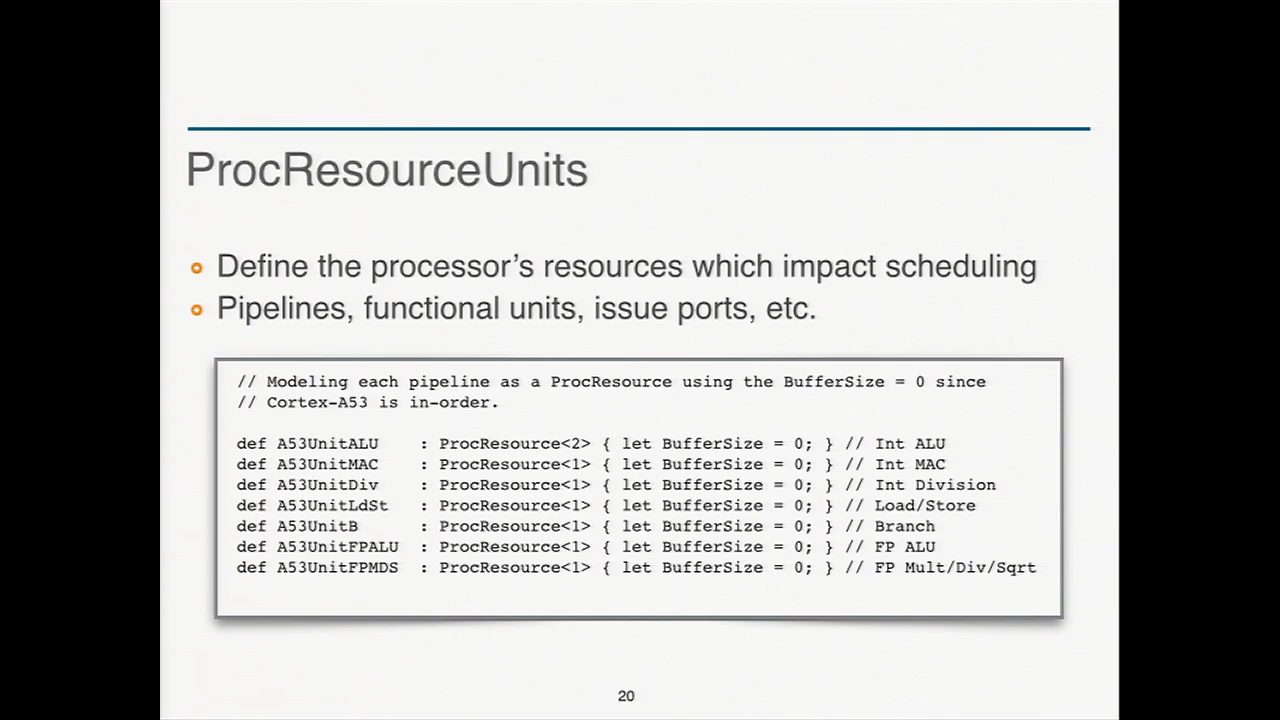 ProcResourceUnits
Define the processor's resources which impact scheduling
Pipelines, functional units, issue ports, etc.
// Modeling each pipeline as a ProcResource using the BufferSize = 0 since
// Cortex-A53 is in-order.
def A53UnitALU    : ProcResource<2> { let BufferSize = 0; } // Int ALU
def A53UnitMAC    : ProcResource<1> { let BufferSize = 0; } // Int MAC
def A53UnitDiv    : ProcResource<1> { let BufferSize = 0; } // Int Division
def A53UnitLdSt   : ProcResource<1> { let BufferSize = 0; } // Load/Store
def A53UnitB      : ProcResource<1> { let BufferSize = 0; } // Branch
def A53UnitFPALU  : ProcResource<1> { let BufferSize = 0; } // FP ALU
def A53UnitFPMDS  : ProcResource<1> { let BufferSize = 0; } // FP Mult/Div/Sqrt
20